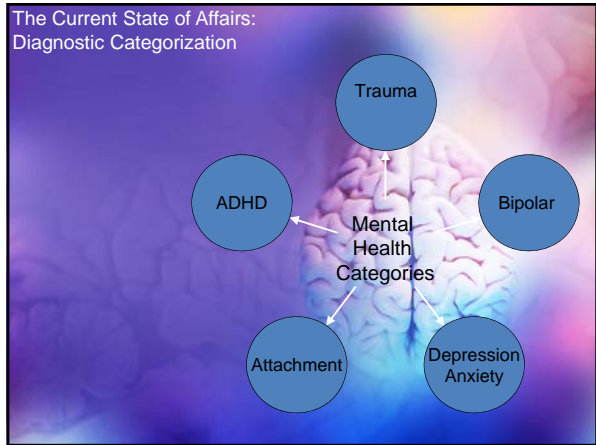 The Current State of Affairs:
Diagnostic Categorization
Trauma
ADHD
Bipolar
Mental
Health
Categories
Attachment
Depression
Anxiety